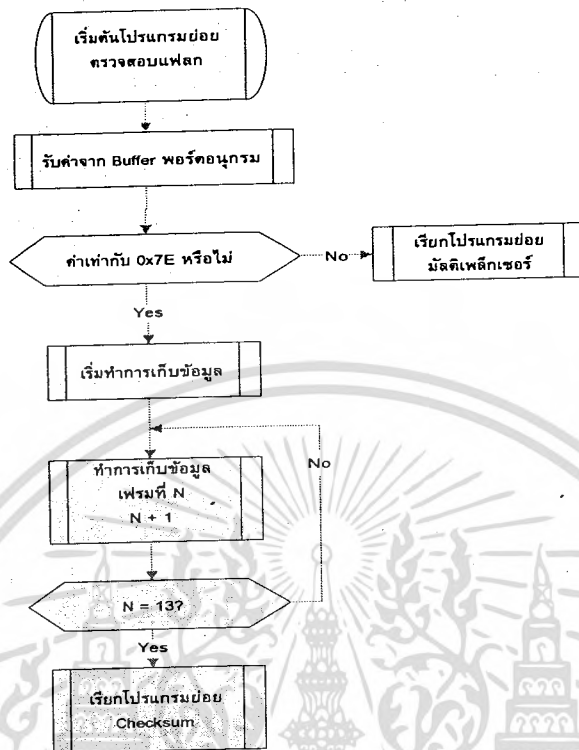 เริ่มต้นโปรแกรมย่อย
ตรวจสอบแฟลก
รับค่าจาก Buffer พอร์ตอนุกรม
ค่าเท่ากับ 0x7E หรือไม่
No
เรียกโปรแกรมย่อย
มัลติเพล็กเซอร์
Yes
เริ่มทำการเก็บข้อมูล
No
ทำการเก็บข้อมูล
เฟรมที่ N
N + 1
N = 13?
Yes
เรียกโปรแกรมย่อย
Checksum